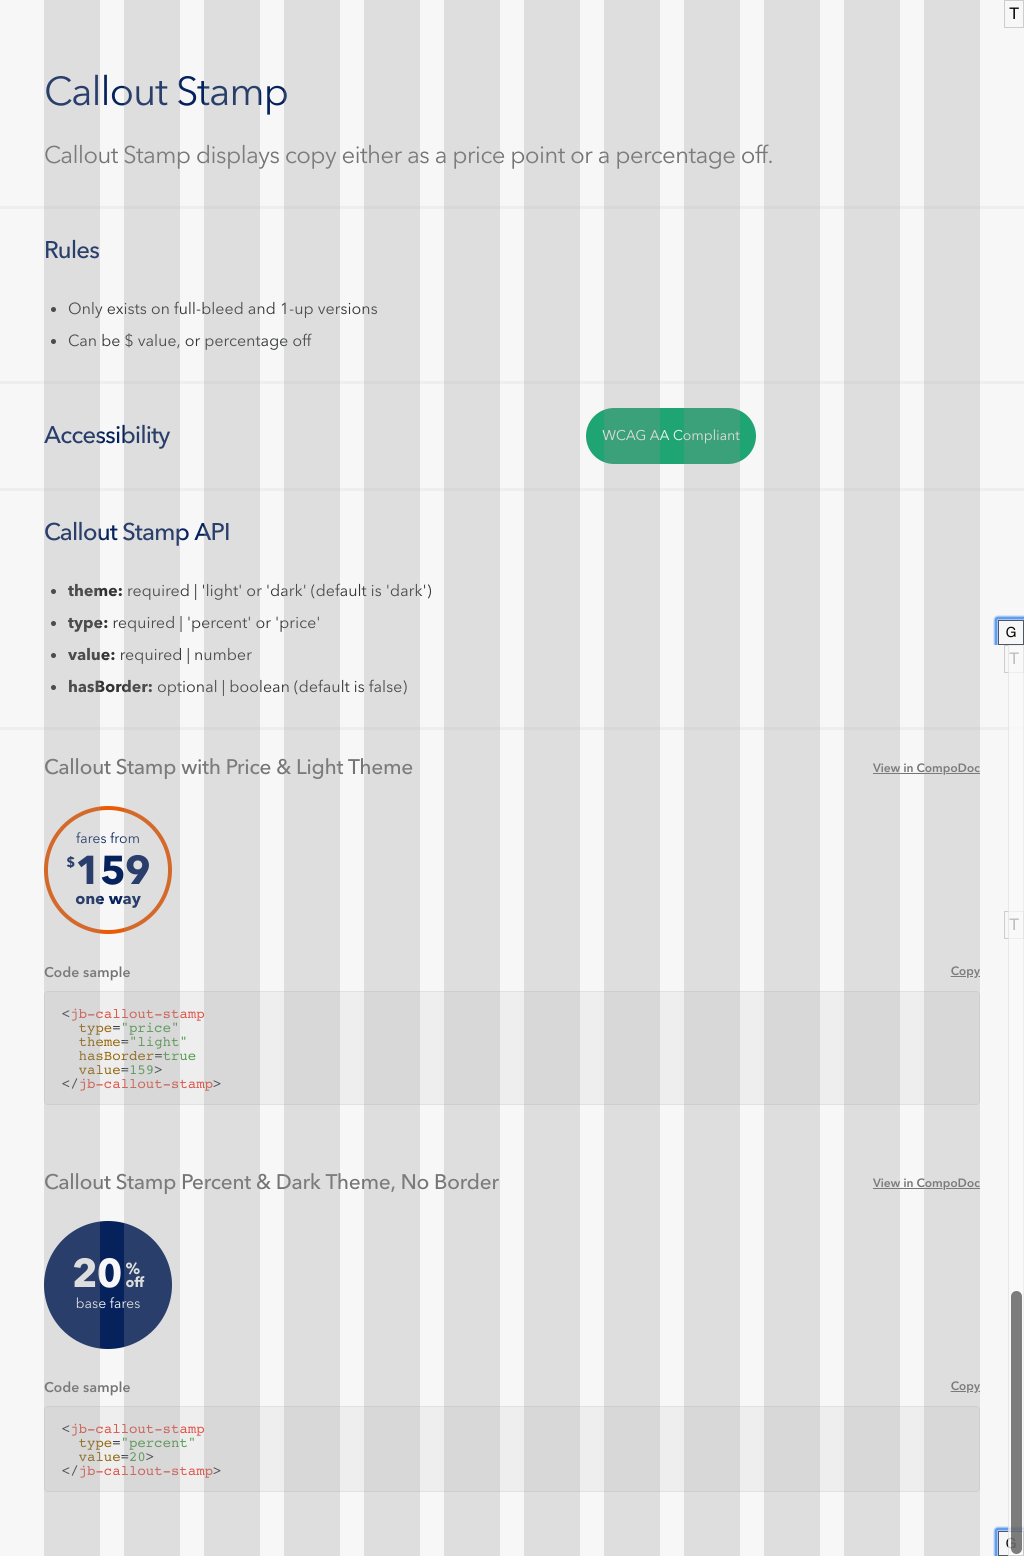 T
Callout Stamp
Callout Stamp displays copy either as a price point or a percentage off.
Rules
• Only exists on full-bleed and 1-up versions
• Can be $ value, or percentage off
Accessibility
WCAG AA Compliant
Callout Stamp API
• theme: required | 'light' or 'dark' (default is 'dark')
• type: required | 'percent' or 'price'
G
• value: required | number
T
• hasBorder: optional | boolean (default is false)
Callout Stamp with Price & Light Theme
View in CompoDoc
fares from
$159
one way
T
Code sample
Copy
<jb-callout-stamp
type="price"
theme="light"
hasBorder=true
value=159>
</jb-callout-stamp>
Callout Stamp Percent & Dark Theme, No Border
View in CompoDoc
20% off
base fares
Code sample
Copy
<jb-callout-stamp
type="percent"
value=20>
</jb-callout-stamp>
G